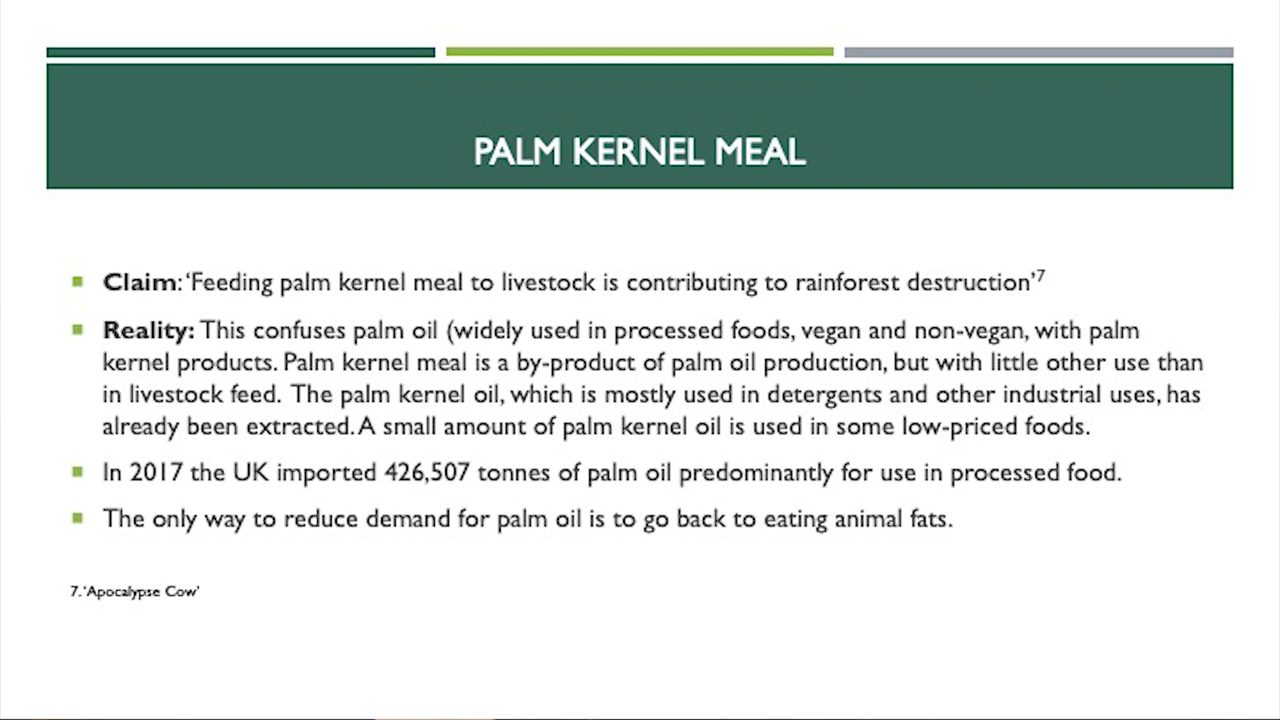 PALM KERNEL MEAL
Claim: ‘Feeding palm kernel meal to livestock is contributing to rainforest destruction’7
Reality: This confuses palm oil (widely used in processed foods, vegan and non-vegan, with palm
kernel products. Palm kernel meal is a by-product of palm oil production, but with little other use than
in livestock feed. The palm kernel oil, which is mostly used in detergents and other industrial uses, has
already been extracted. A small amount of palm kernel oil is used in some low-priced foods.
In 2017 the UK imported 426,507 tonnes of palm oil predominantly for use in processed food.
The only way to reduce demand for palm oil is to go back to eating animal fats.
7. ‘Apocalypse Cow’